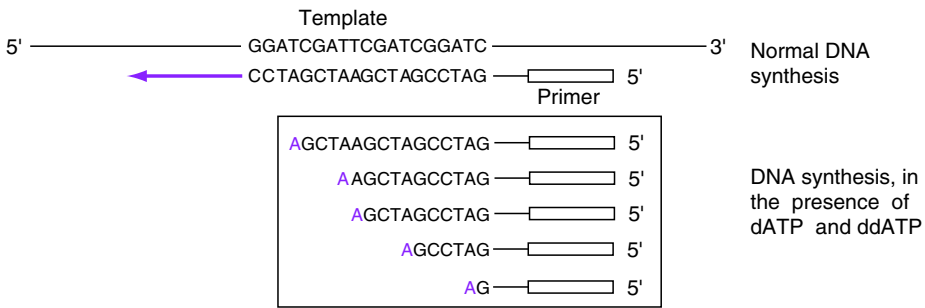 Template
5' GGATCGATTCGATCGGATC 3'
CCTAGCTAAGCTAGCCTAG 5'
Primer
Normal DNA
synthesis
AGCTAAGCTAGCCTAG 5'
AAGCTAGCCTAG 5'
AGCTAGCCTAG 5'
AGCCTAG 5'
AG 5'
DNA synthesis, in
the presence of
dATP and ddATP